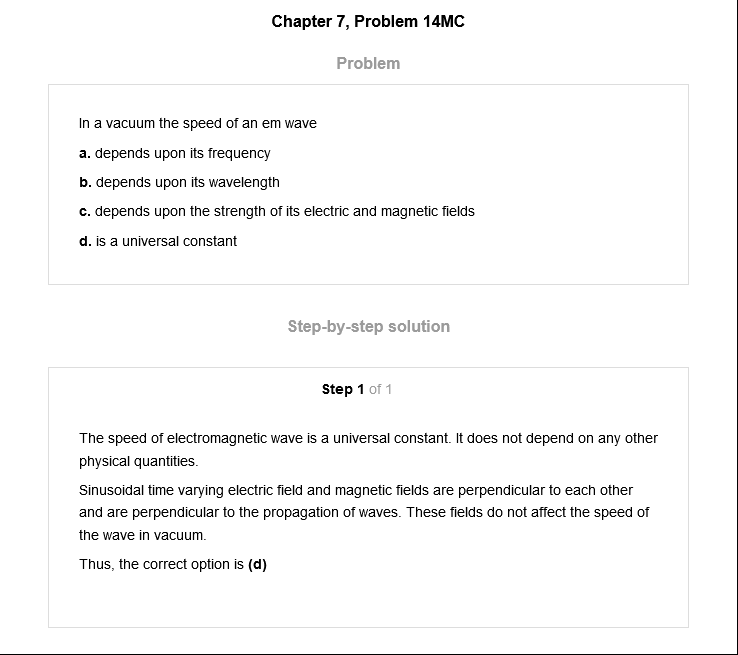 Chapter 7, Problem 14MC
Problem
In a vacuum the speed of an em wave
a. depends upon its frequency
b. depends upon its wavelength
c. depends upon the strength of its electric and magnetic fields
d. is a universal constant
Step-by-step solution
Step 1 of 1
The speed of electromagnetic wave is a universal constant. It does not depend on any other
physical quantities.
Sinusoidal time varying electric field and magnetic fields are perpendicular to each other
and are perpendicular to the propagation of waves. These fields do not affect the speed of
the wave in vacuum.
Thus, the correct option is (d)